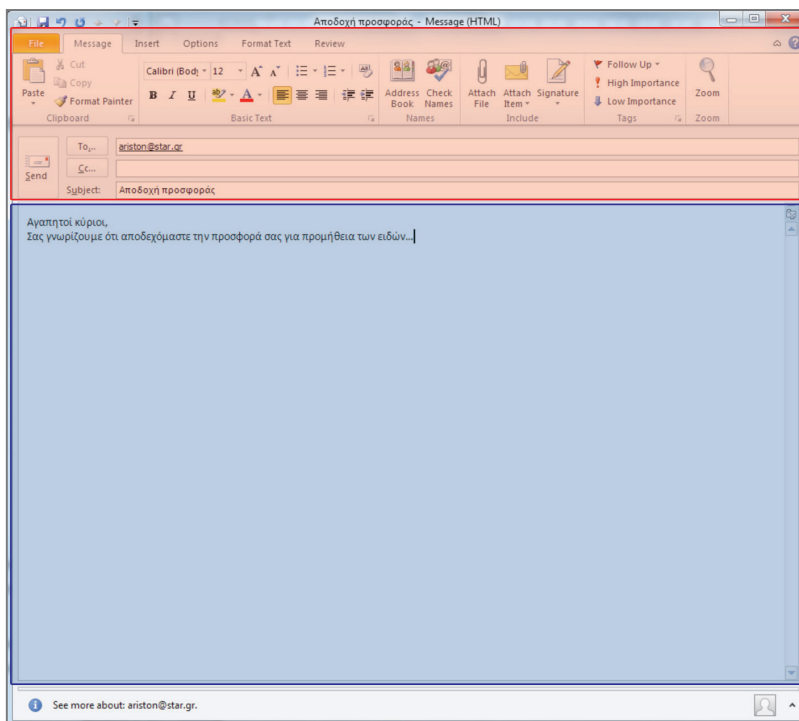 Αποδοχή προσφοράς - Message (HTML)
File Message Insert Options Format Text Review
Paste
Cut
Copy
Format Painter
Clipboard
Calibri (Body 12
B I U
Basic Text
Address Book
Check Names
Names
Attach File
Attach Item
Signature
Include
Follow Up
High Importance
Low Importance
Tags
Zoom
Zoom
Send
To... ariston@star.gr
Cc...
Subject: Αποδοχή προσφοράς
Αγαπητοί κύριοι,
Σας γνωρίζουμε ότι αποδεχόμαστε την προσφορά σας για προμήθεια των ειδών...
See more about: ariston@star.gr.